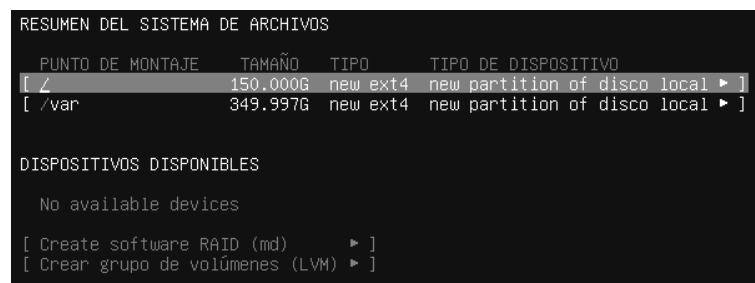 RESUMEN DEL SISTEMA DE ARCHIVOS
PUNTO DE MONTAJE TAMAÑO TIPO TIPO DE DISPOSITIVO
[ / 150.000G new ext4 new partition of disco local ► ]
[ /var 349.997G new ext4 new partition of disco local ► ]
DISPOSITIVOS DISPONIBLES
No available devices
[ Create software RAID (md) ► ]
[ Crear grupo de volúmenes (LVM) ► ]